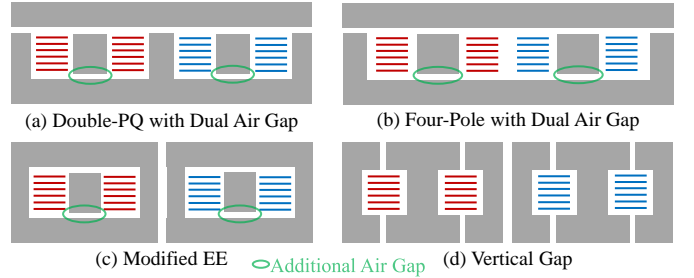 (a) Double-PQ with Dual Air Gap
(b) Four-Pole with Dual Air Gap
(c) Modified EE
(d) Vertical Gap
Additional Air Gap